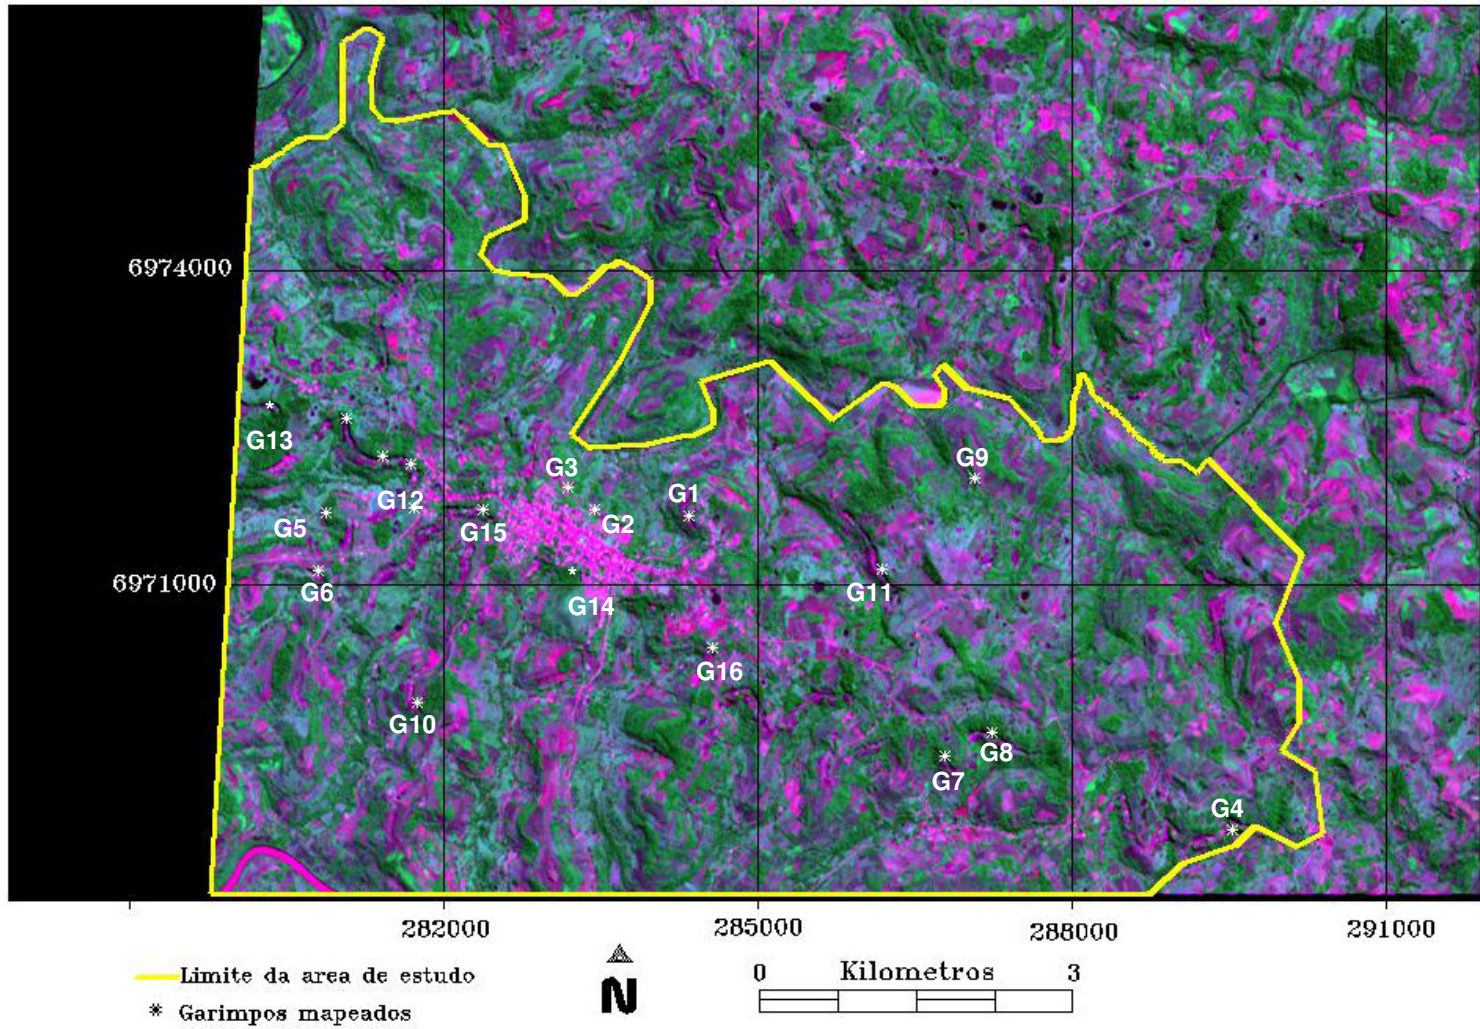 6974000
G13
G3
G9
G12
G1
G5
G15
G2
6971000
G6
G14
G11
G16
G10
G8
G7
G4
282000
285000
288000
291000
Limite da area de estudo
0 Kilometros 3
N
* Garimpos mapeados